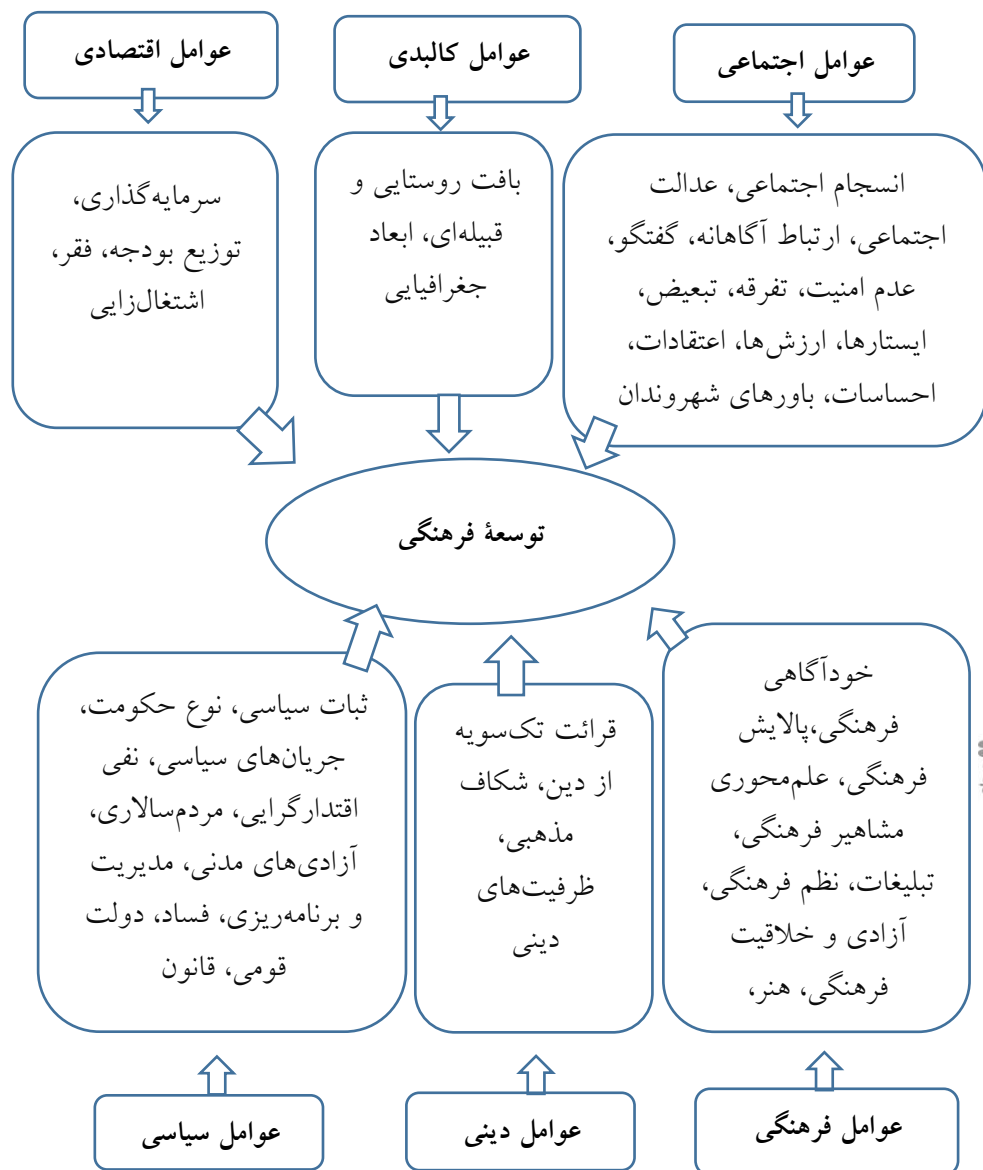 عوامل اجتماعی
انسجام اجتماعی، عدالت
اجتماعی، ارتباط آگاهانه، گفتگو،
عدم امنیت، تفرقه، تبعیض،
ایستارها، ارزش‌ها، اعتقادات،
احساسات، باورهای شهروندان
عوامل کالبدی
بافت روستایی و
قبیله‌ای، ابعاد
جغرافیایی
عوامل اقتصادی
سرمایه‌گذاری،
توزیع بودجه، فقر،
اشتغال‌زایی
توسعۀ فرهنگی
خودآگاهی
فرهنگی،پالایش
فرهنگی، علم‌محوری
مشاهیر فرهنگی،
تبلیغات، نظم فرهنگی،
آزادی و خلاقیت
فرهنگی، هنر،
عوامل فرهنگی
قرائت تک‌سویه
از دین، شکاف
مذهبی،
ظرفیت‌های
دینی
عوامل دینی
ثبات سیاسی، نوع حکومت،
جریان‌های سیاسی، نفی
اقتدارگرایی، مردم‌سالاری،
آزادی‌های مدنی، مدیریت
و برنامه‌ریزی، فساد، دولت
قومی، قانون
عوامل سیاسی